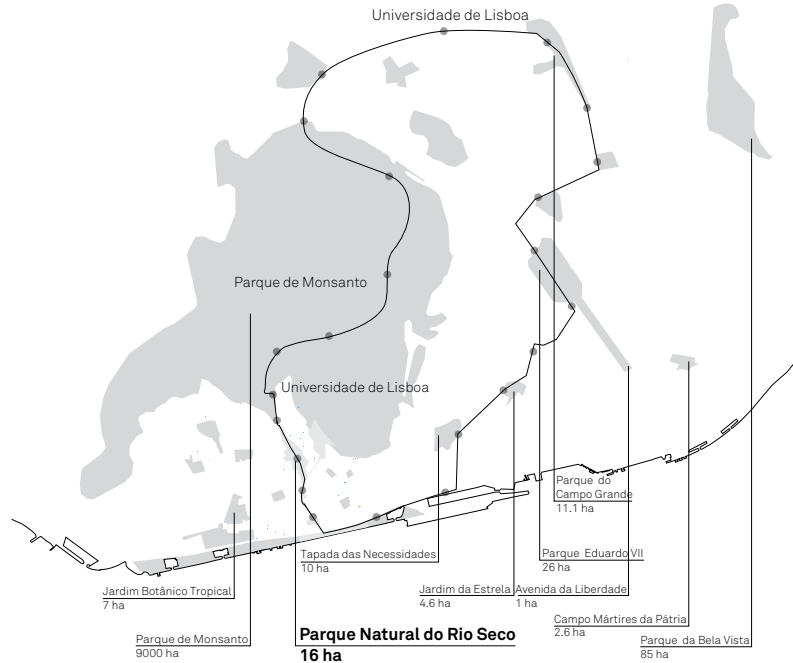 Universidade de Lisboa
Parque de Monsanto
Universidade de Lisboa
Parque do
Campo Grande
11.1 ha
Tapada das Necessidades
10 ha
Parque Eduardo VII
26 ha
Jardim Botânico Tropical
7 ha
Jardim da Estrela
4.6 ha
Avenida da Liberdade
1 ha
Campo Mártires da Pátria
2.6 ha
Parque de Monsanto
9000 ha
Parque Natural do Rio Seco
16 ha
Parque da Bela Vista
85 ha